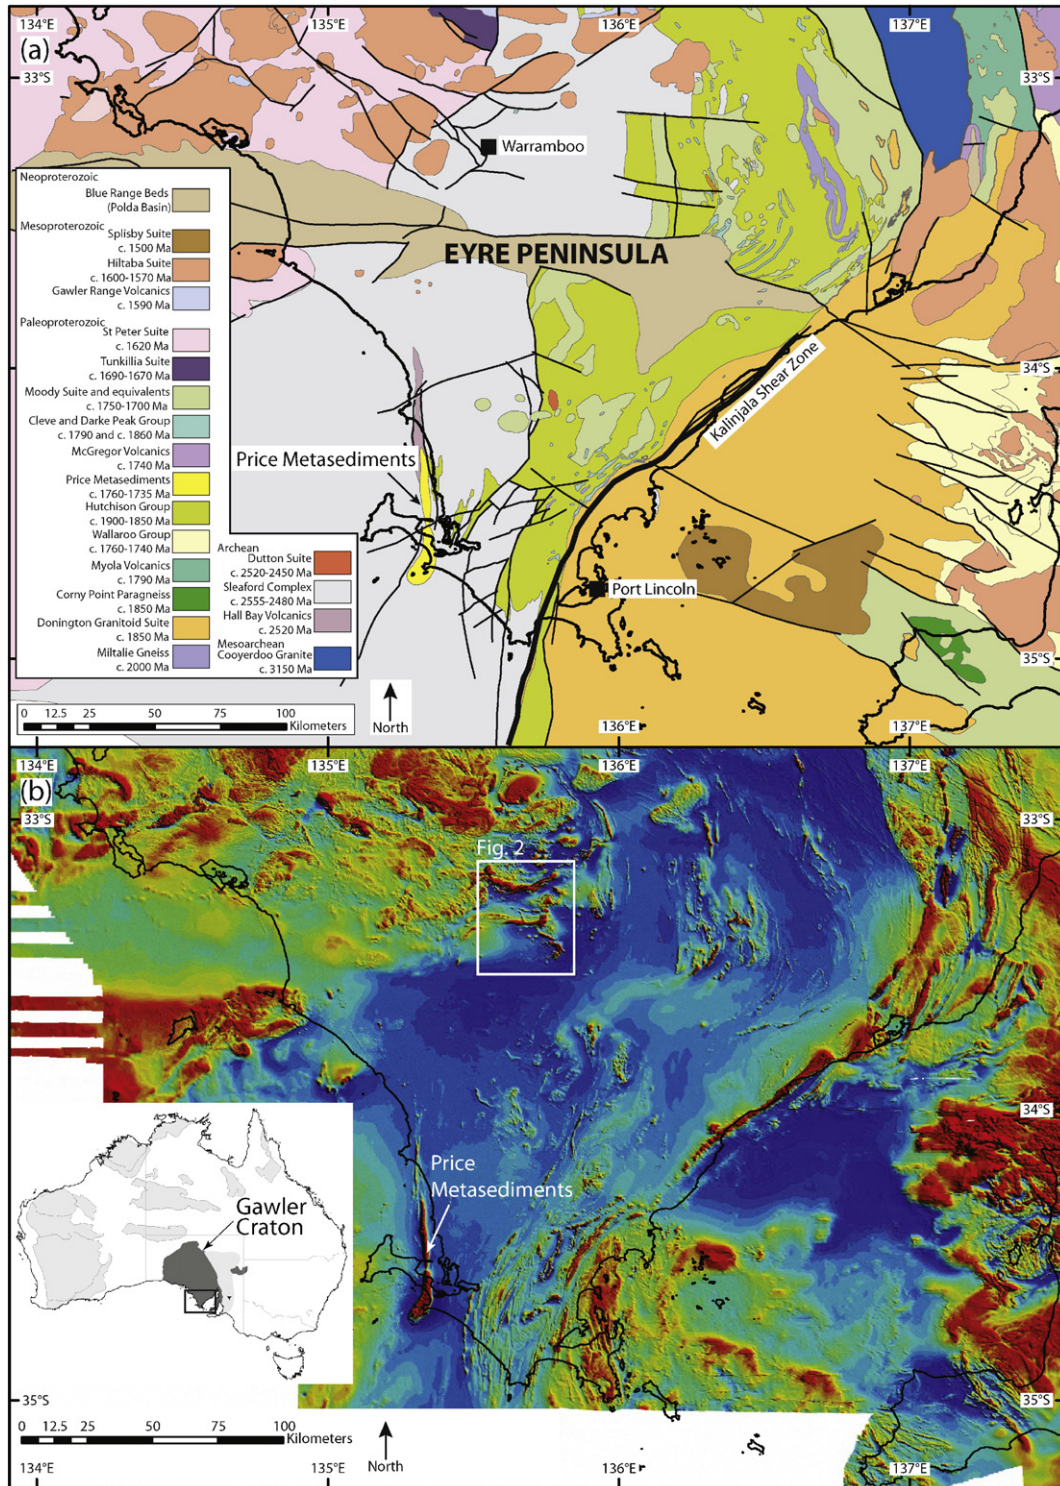 134°E
135°E
136°E
137°E
(a)
33°S
33°S
Warramboo
Neoproterozoic
Blue Range Beds
(Polda Basin)
Mesoproterozoic
Splisby Suite
c. 1500 Ma
Hiltaba Suite
c. 1600-1570 Ma
Gawler Range Volcanics
c. 1590 Ma
Paleoproterozoic
St Peter Suite
c. 1620 Ma
Tunkillia Suite
c. 1690-1670 Ma
Moody Suite and equivalents
c. 1750-1700 Ma
Cleve and Darke Peak Group
c. 1790 and c. 1860 Ma
McGregor Volcanics
c. 1740 Ma
Price Metasediments
c. 1760-1735 Ma
Hutchison Group
c. 1900-1850 Ma
Wallaroo Group
c. 1760-1740 Ma
Myola Volcanics
c. 1790 Ma
Corny Point Paragneiss
c. 1850 Ma
Donington Granitoid Suite
c. 1850 Ma
Miltalie Gneiss
c. 2000 Ma
Archean
Dutton Suite
c. 2520-2450 Ma
Sleaford Complex
c. 2555-2480 Ma
Hall Bay Volcanics
c. 2520 Ma
Mesoarchean
Cooyerdoo Granite
c. 3150 Ma
EYRE PENINSULA
34°S
Kalinjala Shear Zone
Price Metasediments
Port Lincoln
35°S
0 12.5 25 50 75 100
Kilometers
North
136°E
137°E
134°E
135°E
136°E
137°E
(b)
33°S
33°S
Fig. 2
34°S
Price
Metasediments
Gawler
Craton
35°S
35°S
0 12.5 25 50 75 100
Kilometers
North
134°E
135°E
136°E
137°E